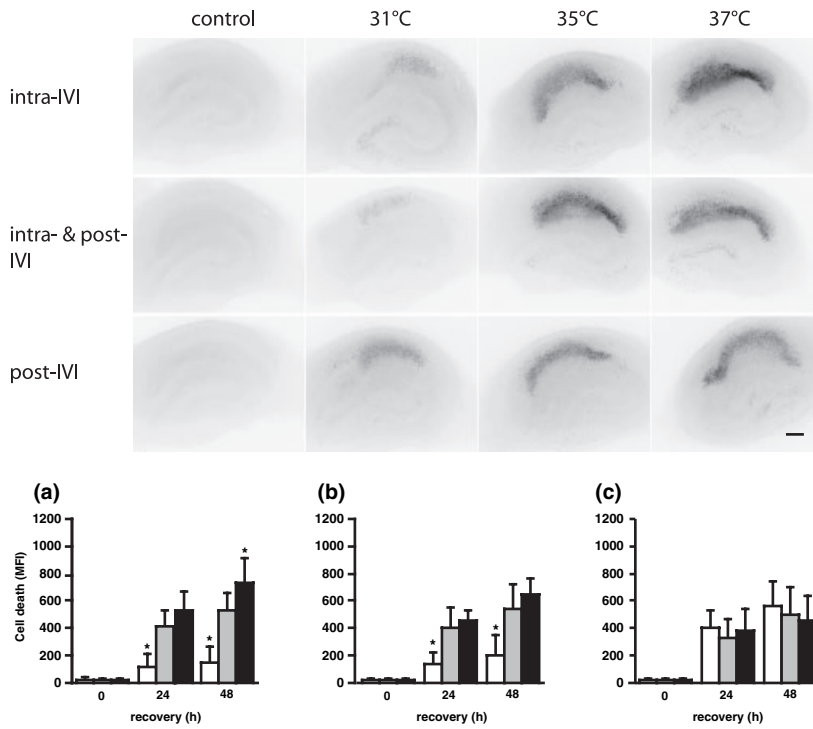 control 31°C 35°C 37°C
intra-IVI
intra- & post-
IVI
post-IVI
(a) (b) (c)
1200 1200 1200
1000 1000 1000
800 800 800
600 600 600
400 400 400
200 200 200
0 0 0
Cell death (MFI)
* * *
* *
0 24 48 0 24 48 0 24 48
recovery (h) recovery (h) recovery (h)